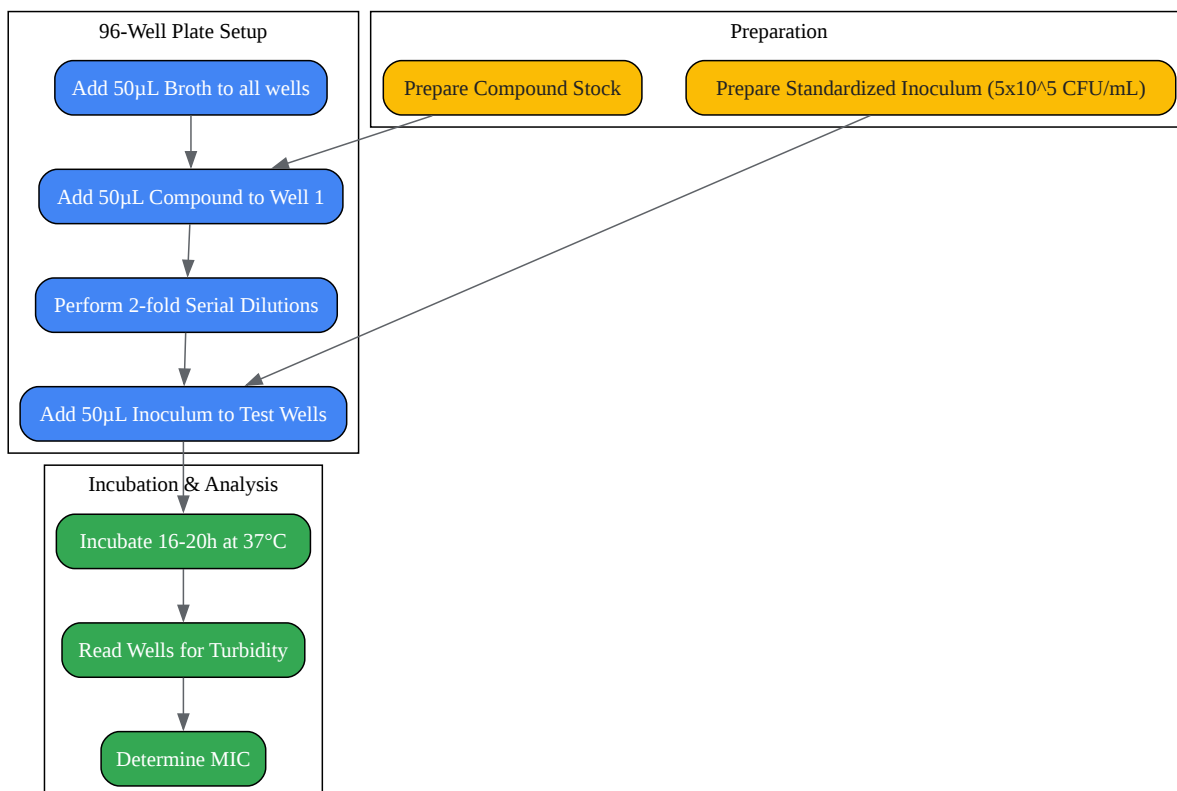 96-Well Plate Setup
Add 50µL Broth to all wells
Add 50µL Compound to Well 1
Perform 2-fold Serial Dilutions
Add 50µL Inoculum to Test Wells
Preparation
Prepare Compound Stock
Prepare Standardized Inoculum (5x10^5 CFU/mL)
Incubation & Analysis
Incubate 16-20h at 37°C
Read Wells for Turbidity
Determine MIC